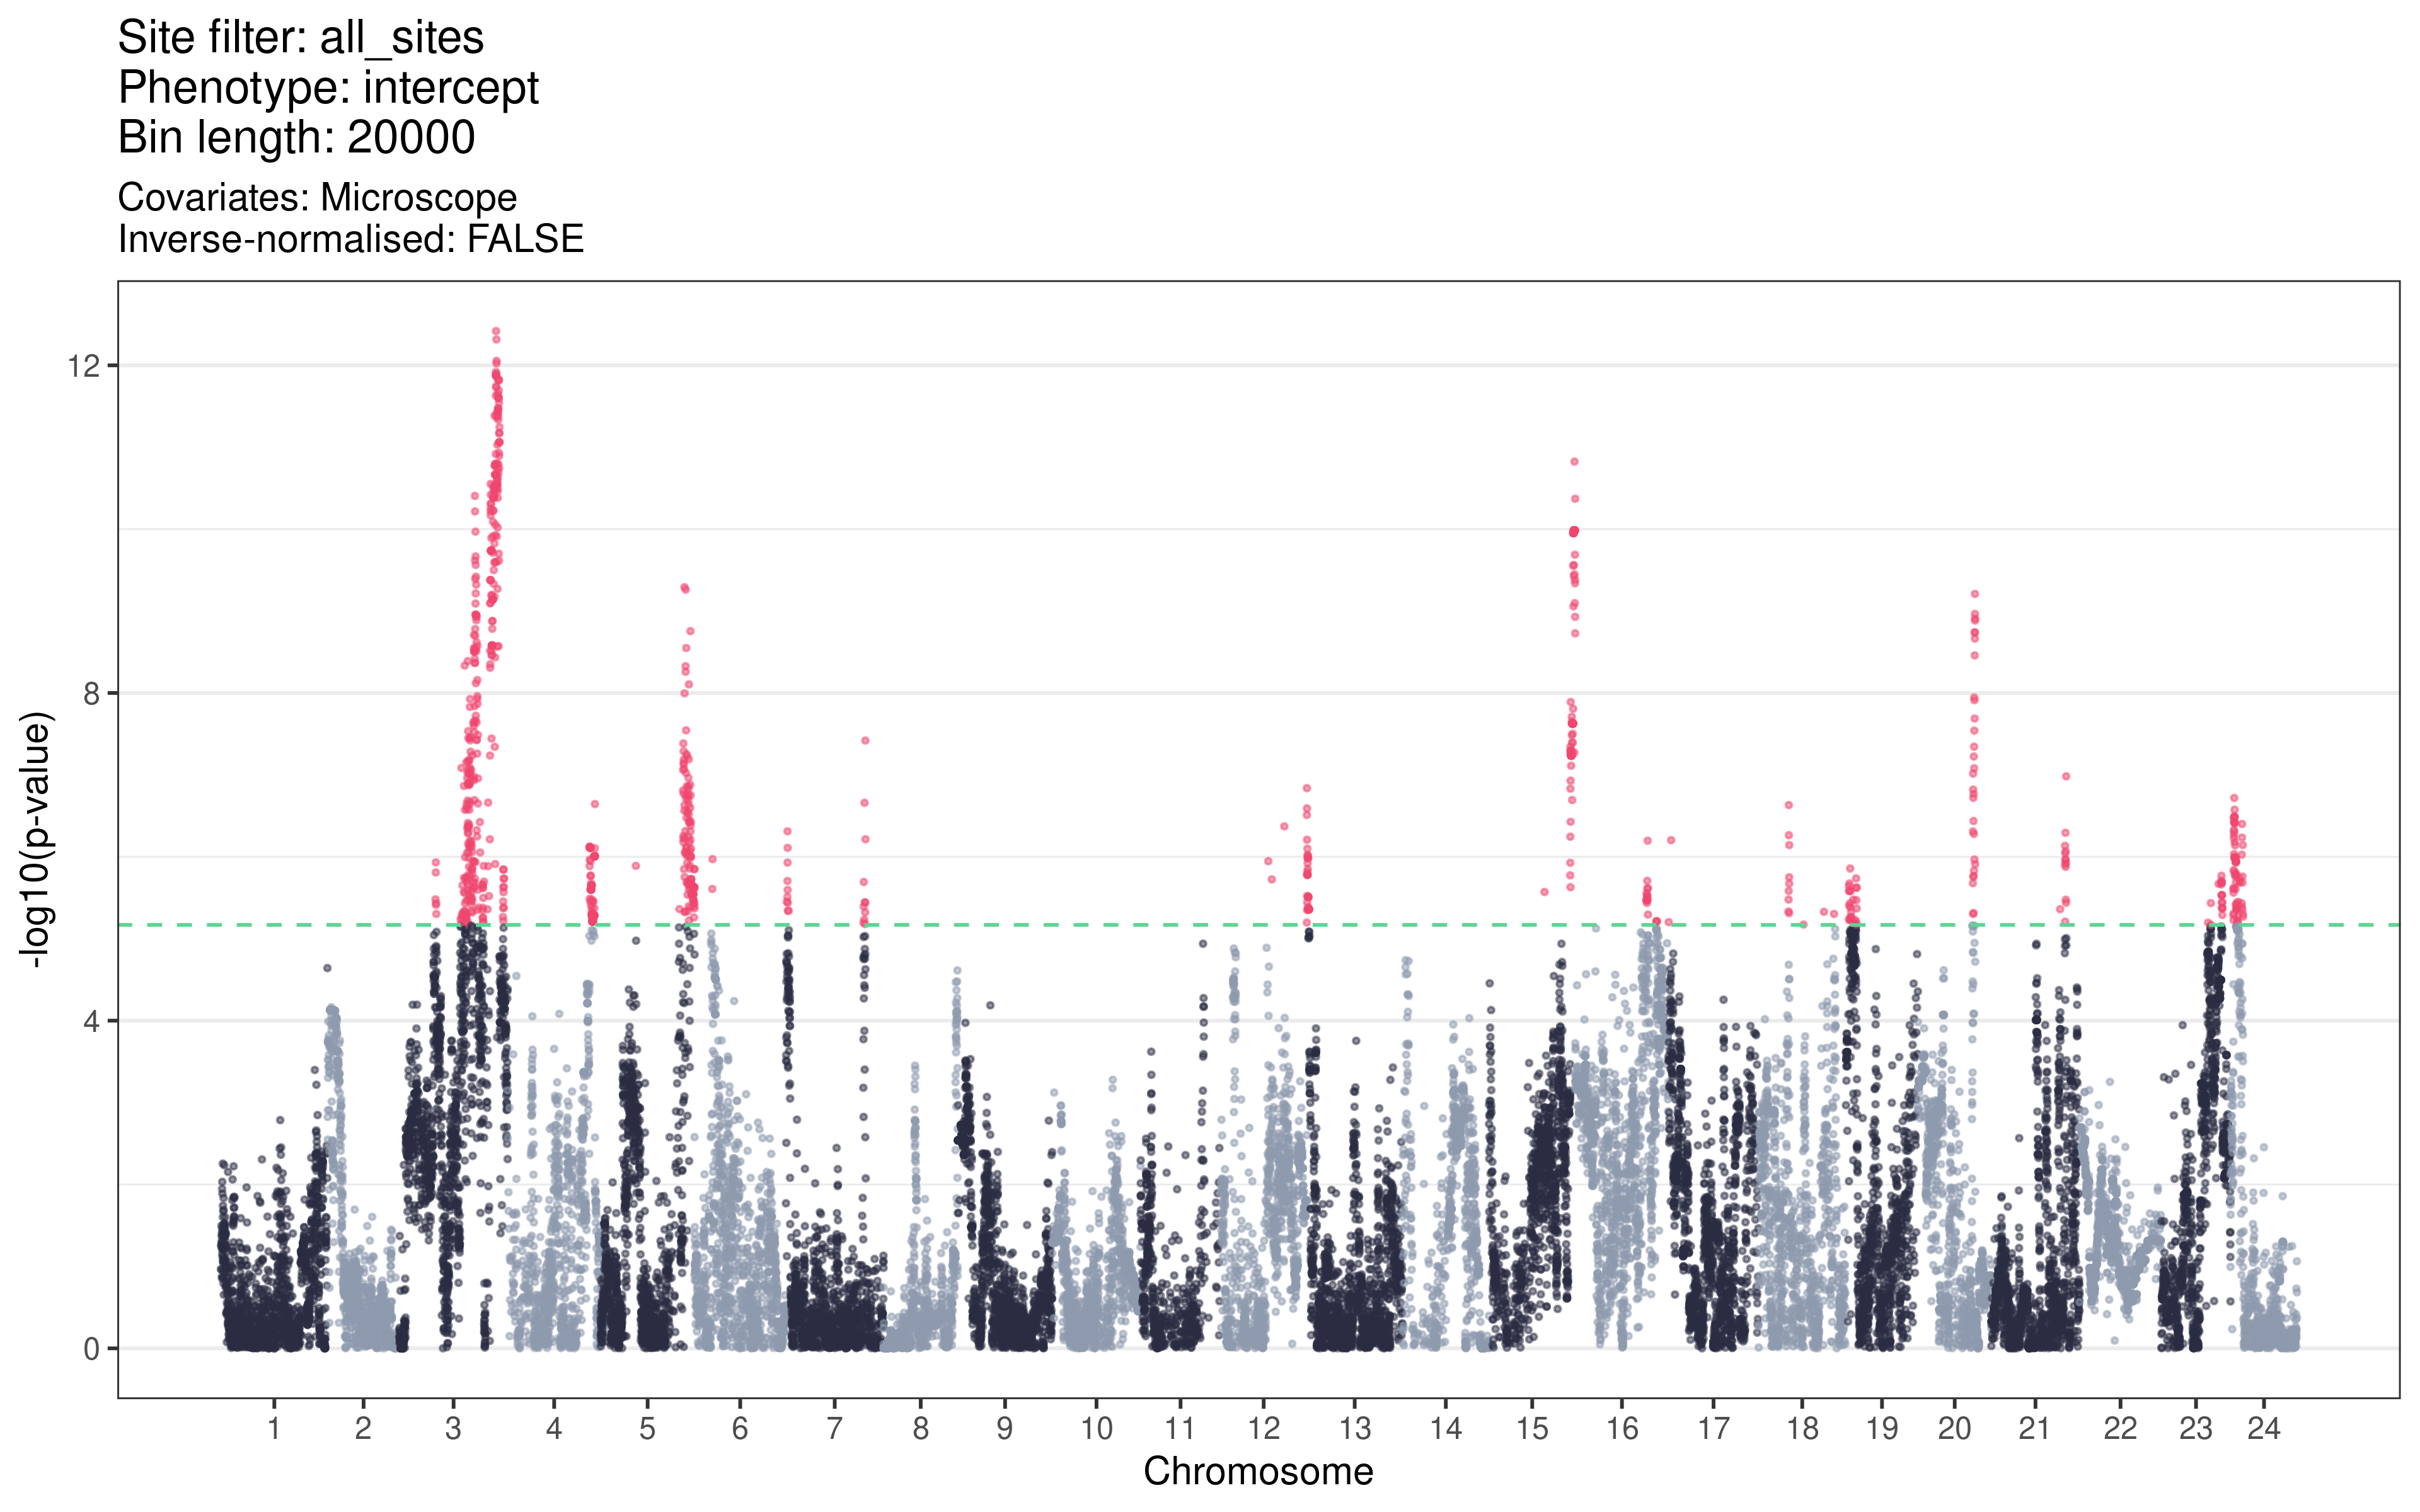 Site filter: all_sites
Phenotype: intercept
Bin length: 20000
Covariates: Microscope
Inverse-normalised: FALSE
12
8
4
0
-log10(p-value)
1 2 3 4 5 6 7 8 9 10 11 12 13 14 15 16 17 18 19 20 21 22 23 24
Chromosome